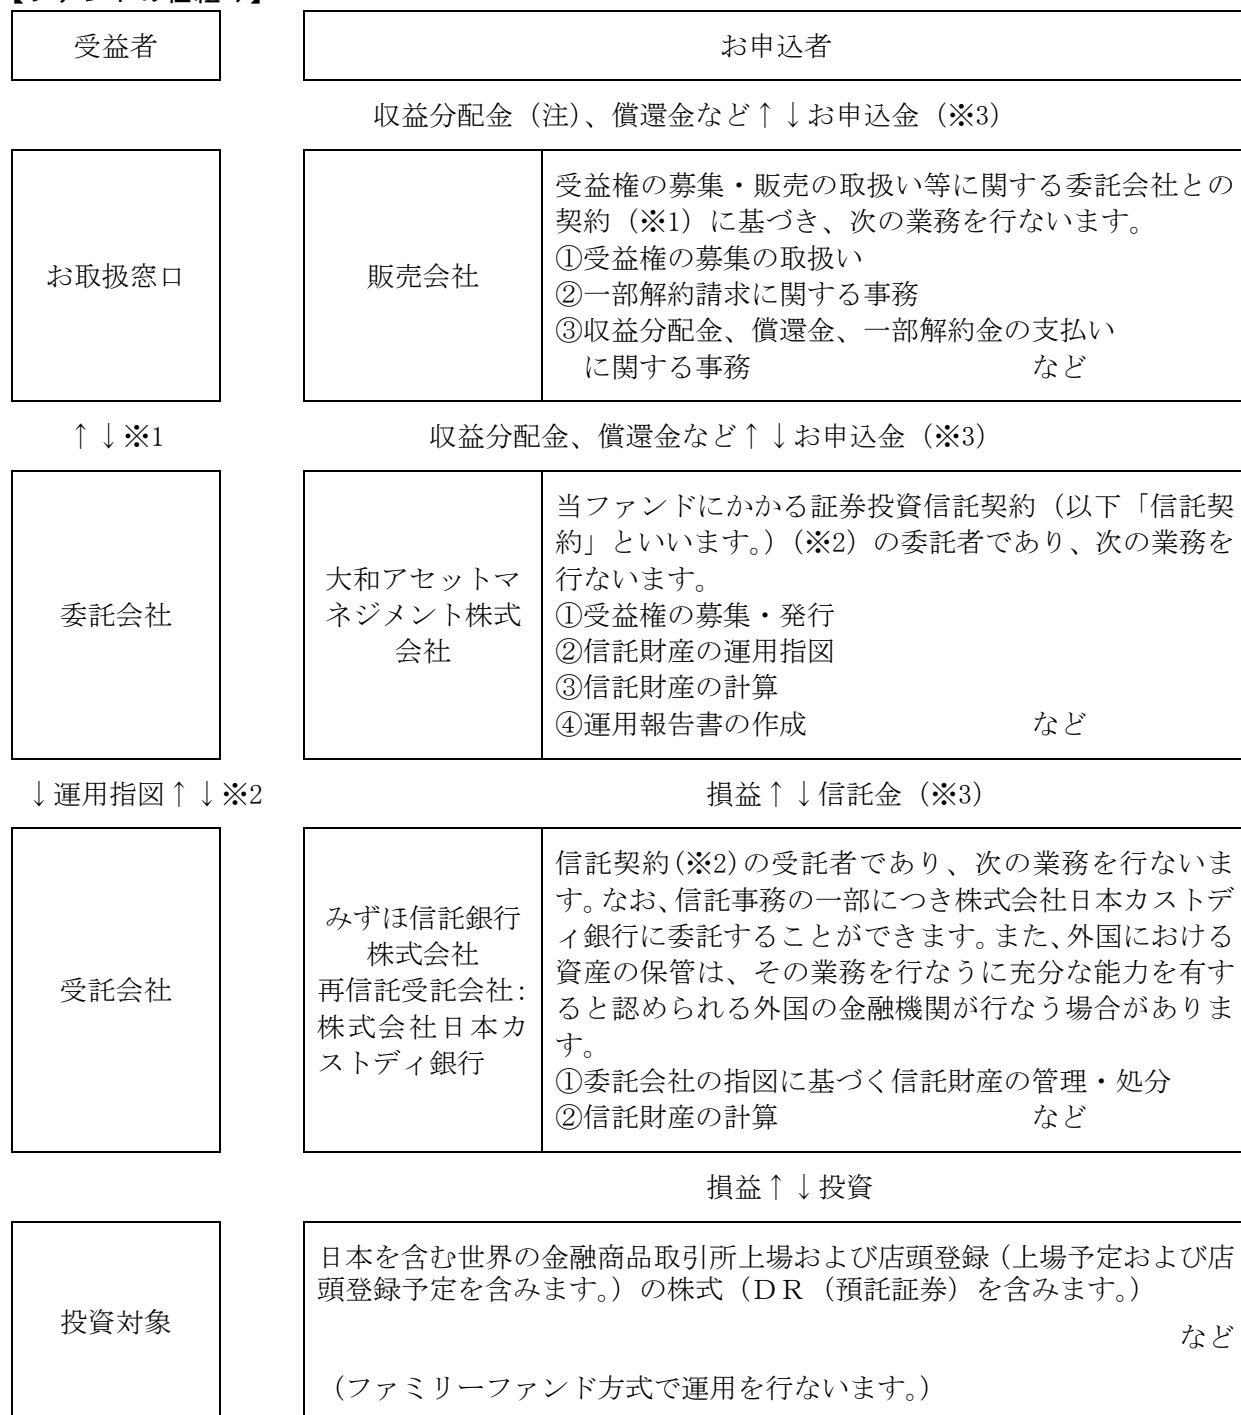 受益者
お申込者
収益分配金（注）、償還金など↑↓お申込金（※3）
お取扱窓口
販売会社
受益権の募集・販売の取扱い等に関する委託会社との
契約（※1）に基づき、次の業務を行ないます。
①受益権の募集の取扱い
②一部解約請求に関する事務
③収益分配金、償還金、一部解約金の支払い
に関する事務　など
↑↓※1
収益分配金、償還金など↑↓お申込金（※3）
委託会社
大和アセットマ
ネジメント株式
会社
当ファンドにかかる証券投資信託契約（以下「信託契
約」といいます。）（※2）の委託者であり、次の業務を
行ないます。
①受益権の募集・発行
②信託財産の運用指図
③信託財産の計算
④運用報告書の作成　など
↓運用指図↑↓※2
損益↑↓信託金（※3）
受託会社
みずほ信託銀行
株式会社
再信託受託会社：
株式会社日本カ
ストディ銀行
信託契約（※2）の受託者であり、次の業務を行ないま
す。なお、信託事務の一部につき株式会社日本カストデ
ィ銀行に委託することができます。また、外国における
資産の保管は、その業務を行なうに充分な能力を有す
ると認められる外国の金融機関が行なう場合がありま
す。
①委託会社の指図に基づく信託財産の管理・処分
②信託財産の計算　など
損益↑↓投資
投資対象
日本を含む世界の金融商品取引所上場および店頭登録（上場予定および店
頭登録予定を含みます。）の株式（ＤＲ（預託証券）を含みます。）
など
（ファミリーファンド方式で運用を行ないます。）